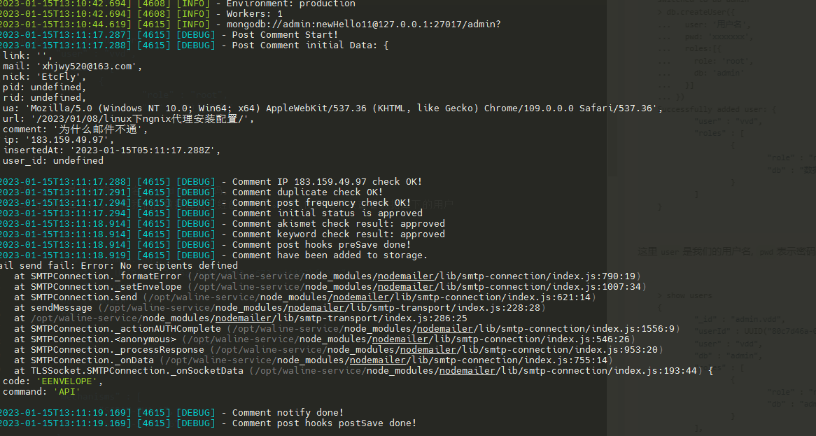 2023-01-15T13:10:42.694] [4608] [INFO] - Environment: production
2023-01-15T13:10:42.694] [4608] [INFO] - Workers: 1
2023-01-15T13:10:44.619] [4615] [INFO] - mongodb://admin:newHello11@127.0.0.1:27017/admin?
2023-01-15T13:11:17.287] [4615] [DEBUG] - Post Comment Start!
2023-01-15T13:11:17.288] [4615] [DEBUG] - Post Comment initial Data: {
link: '',
mail: 'xhjwy520@163.com',
nick: 'EtcFly',
pid: undefined,
rid: undefined,
ua: 'Mozilla/5.0 (Windows NT 10.0; Win64; x64) AppleWebKit/537.36 (KHTML, like Gecko) Chrome/109.0.0.0 Safari/537.36',
url: '/2023/01/08/linux下ngnix代理安装配置/',
comment: '为什么邮件不通',
ip: '183.159.49.97',
insertedAt: '2023-01-15T05:11:17.288Z',
user_id: undefined
2023-01-15T13:11:17.288] [4615] [DEBUG] - Comment IP 183.159.49.97 check OK!
2023-01-15T13:11:17.291] [4615] [DEBUG] - Comment duplicate check OK!
2023-01-15T13:11:17.294] [4615] [DEBUG] - Comment post frequency check OK!
2023-01-15T13:11:17.294] [4615] [DEBUG] - Comment initial status is approved
2023-01-15T13:11:18.914] [4615] [DEBUG] - Comment akismet check result: approved
2023-01-15T13:11:18.914] [4615] [DEBUG] - Comment keyword check result: approved
2023-01-15T13:11:18.914] [4615] [DEBUG] - Comment post hooks preSave done!
2023-01-15T13:11:18.919] [4615] [DEBUG] - Comment have been added to storage.
ail send fail: Error: No recipients defined
at SMTPConnection._formatError (/opt/waline-service/node_modules/nodemailer/lib/smtp-connection/index.js:790:19)
at SMTPConnection._setEnvelope (/opt/waline-service/node_modules/nodemailer/lib/smtp-connection/index.js:1007:34)
at SMTPConnection.send (/opt/waline-service/node_modules/nodemailer/lib/smtp-connection/index.js:621:14)
at sendMessage (/opt/waline-service/node_modules/nodemailer/lib/smtp-transport/index.js:228:28)
at /opt/waline-service/node_modules/nodemailer/lib/smtp-transport/index.js:286:25
at SMTPConnection._actionAUTHComplete (/opt/waline-service/node_modules/nodemailer/lib/smtp-connection/index.js:1556:9)
at SMTPConnection.<anonymous> (/opt/waline-service/node_modules/nodemailer/lib/smtp-connection/index.js:546:26)
at SMTPConnection._processResponse (/opt/waline-service/node_modules/nodemailer/lib/smtp-connection/index.js:953:20)
at SMTPConnection._onData (/opt/waline-service/node_modules/nodemailer/lib/smtp-connection/index.js:755:14)
at TLSSocket.SMTPConnection._onSocketData (/opt/waline-service/node_modules/nodemailer/lib/smtp-connection/index.js:193:44) {
code: 'EENVELOPE',
command: 'API'
2023-01-15T13:11:19.169] [4615] [DEBUG] - Comment notify done!
2023-01-15T13:11:19.169] [4615] [DEBUG] - Comment post hooks postSave done!